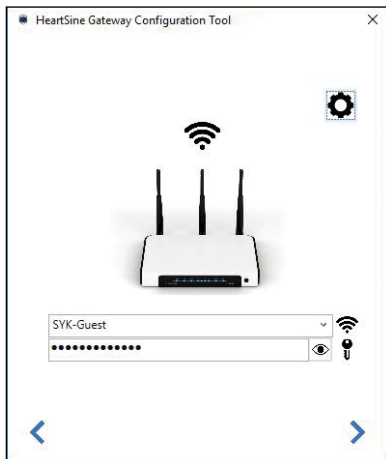 HeartSine Gateway Configuration Tool
SYK-Guest
•••••••••••••